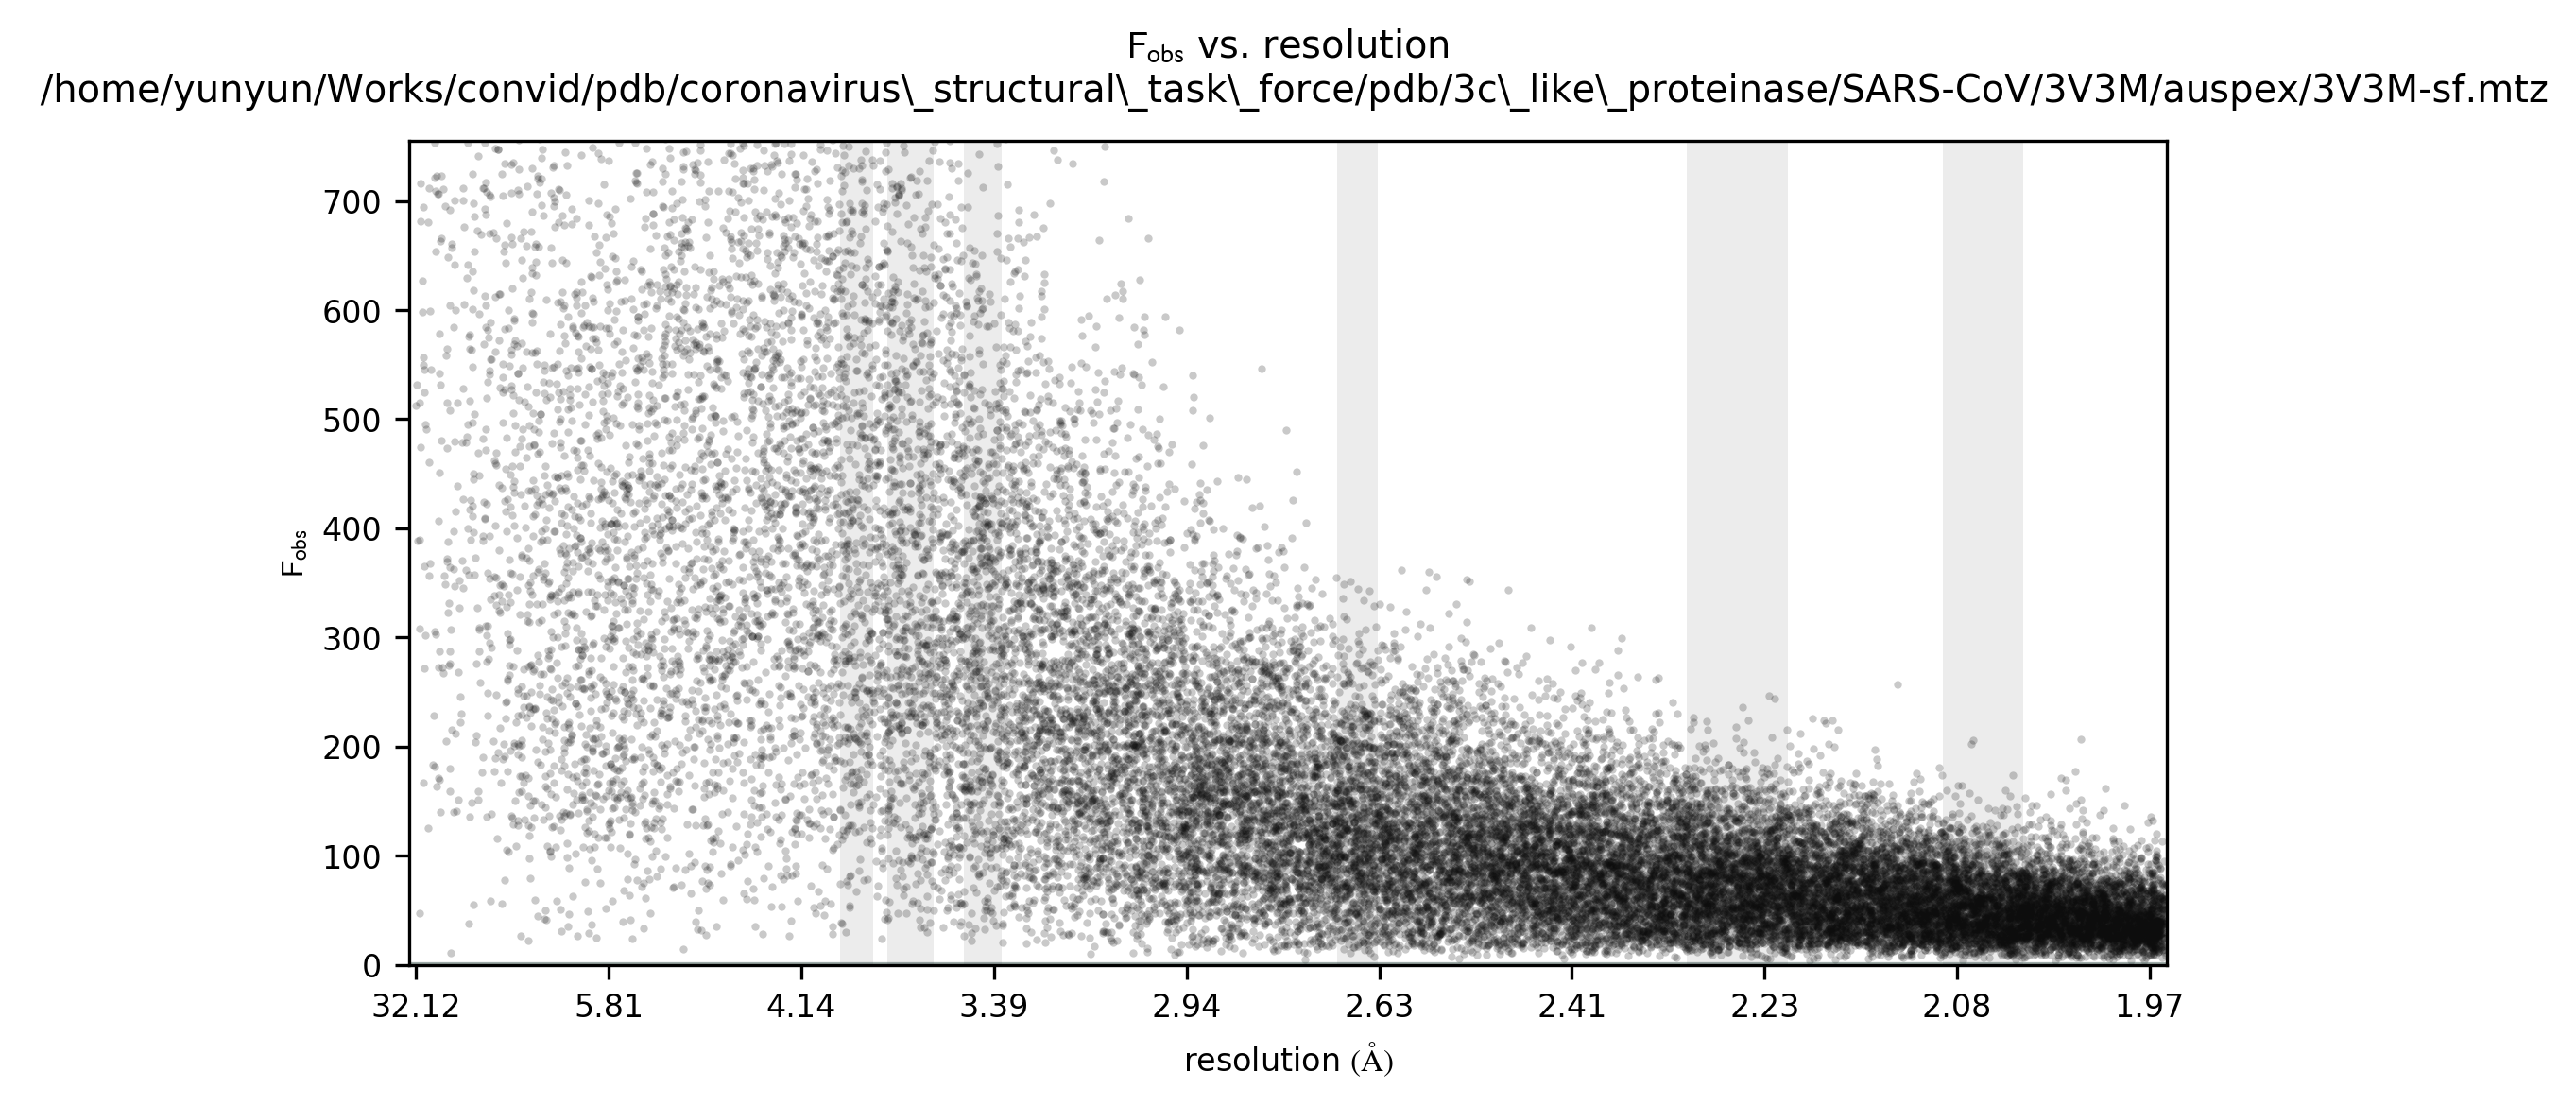 Fobs vs. resolution
/home/yunyun/Works/convid/pdb/coronavirus\_structural\_task\_force/pdb/3c\_like\_proteinase/SARS-CoV/3V3M/auspex/3V3M-sf.mtz
700
600
500
400
300
200
100
0
Fobs
32.12 5.81 4.14 3.39 2.94 2.63 2.41 2.23 2.08 1.97
resolution (Å)